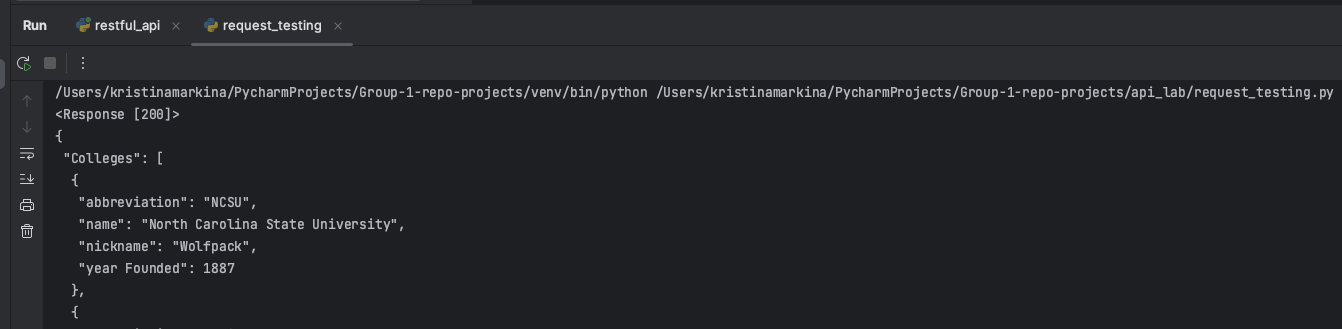 Run restful_api × request_testing ×
/Users/kristinamarkina/PycharmProjects/Group-1-repo-projects/venv/bin/python /Users/kristinamarkina/PycharmProjects/Group-1-repo-projects/api_lab/request_testing.py
<Response [200]>
{
"Colleges": [
{
"abbreviation": "NCSU",
"name": "North Carolina State University",
"nickname": "Wolfpack",
"year Founded": 1887
},
{